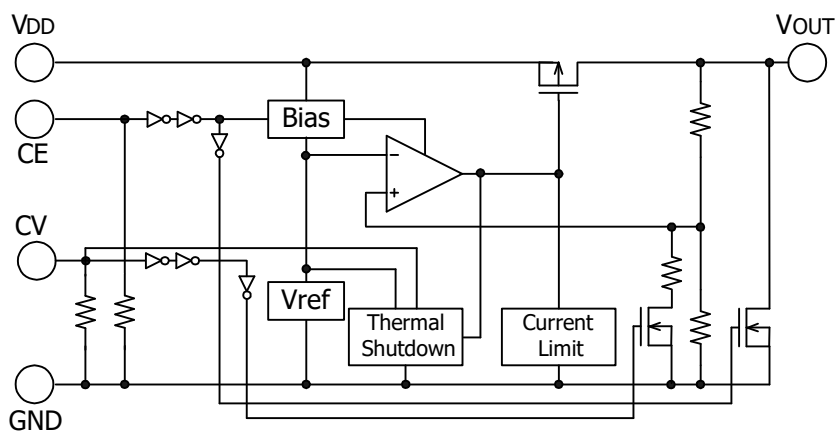 VDD
VOUT
CE
Bias
−
+
CV
Vref
Thermal
Shutdown
Current
Limit
GND